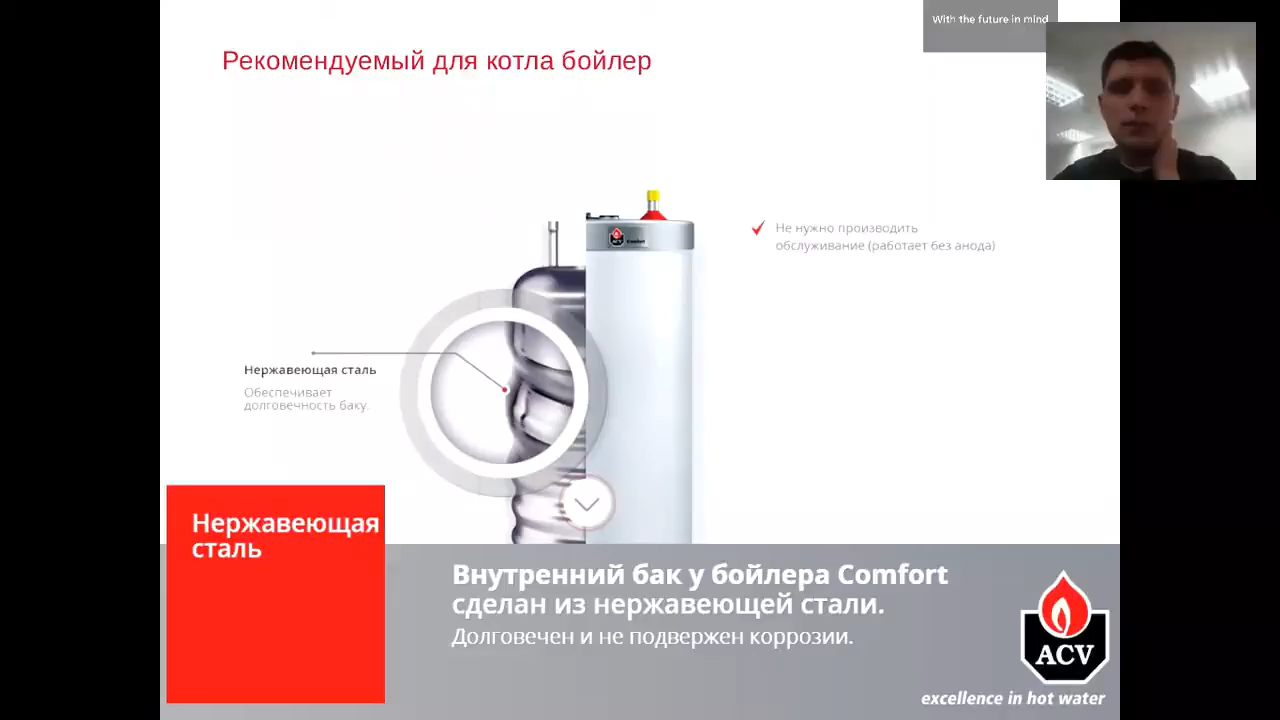 With the future in mind
Рекомендуемый для котла бойлер
ACV Comfort
Не нужно производить
обслуживание (работает без анода)
Нержавеющая сталь
Обеспечивает
долговечность баку.
Нержавеющая
сталь
Внутренний бак у бойлера Comfort
сделан из нержавеющей стали.
Долговечен и не подвержен коррозии.
ACV
excellence in hot water